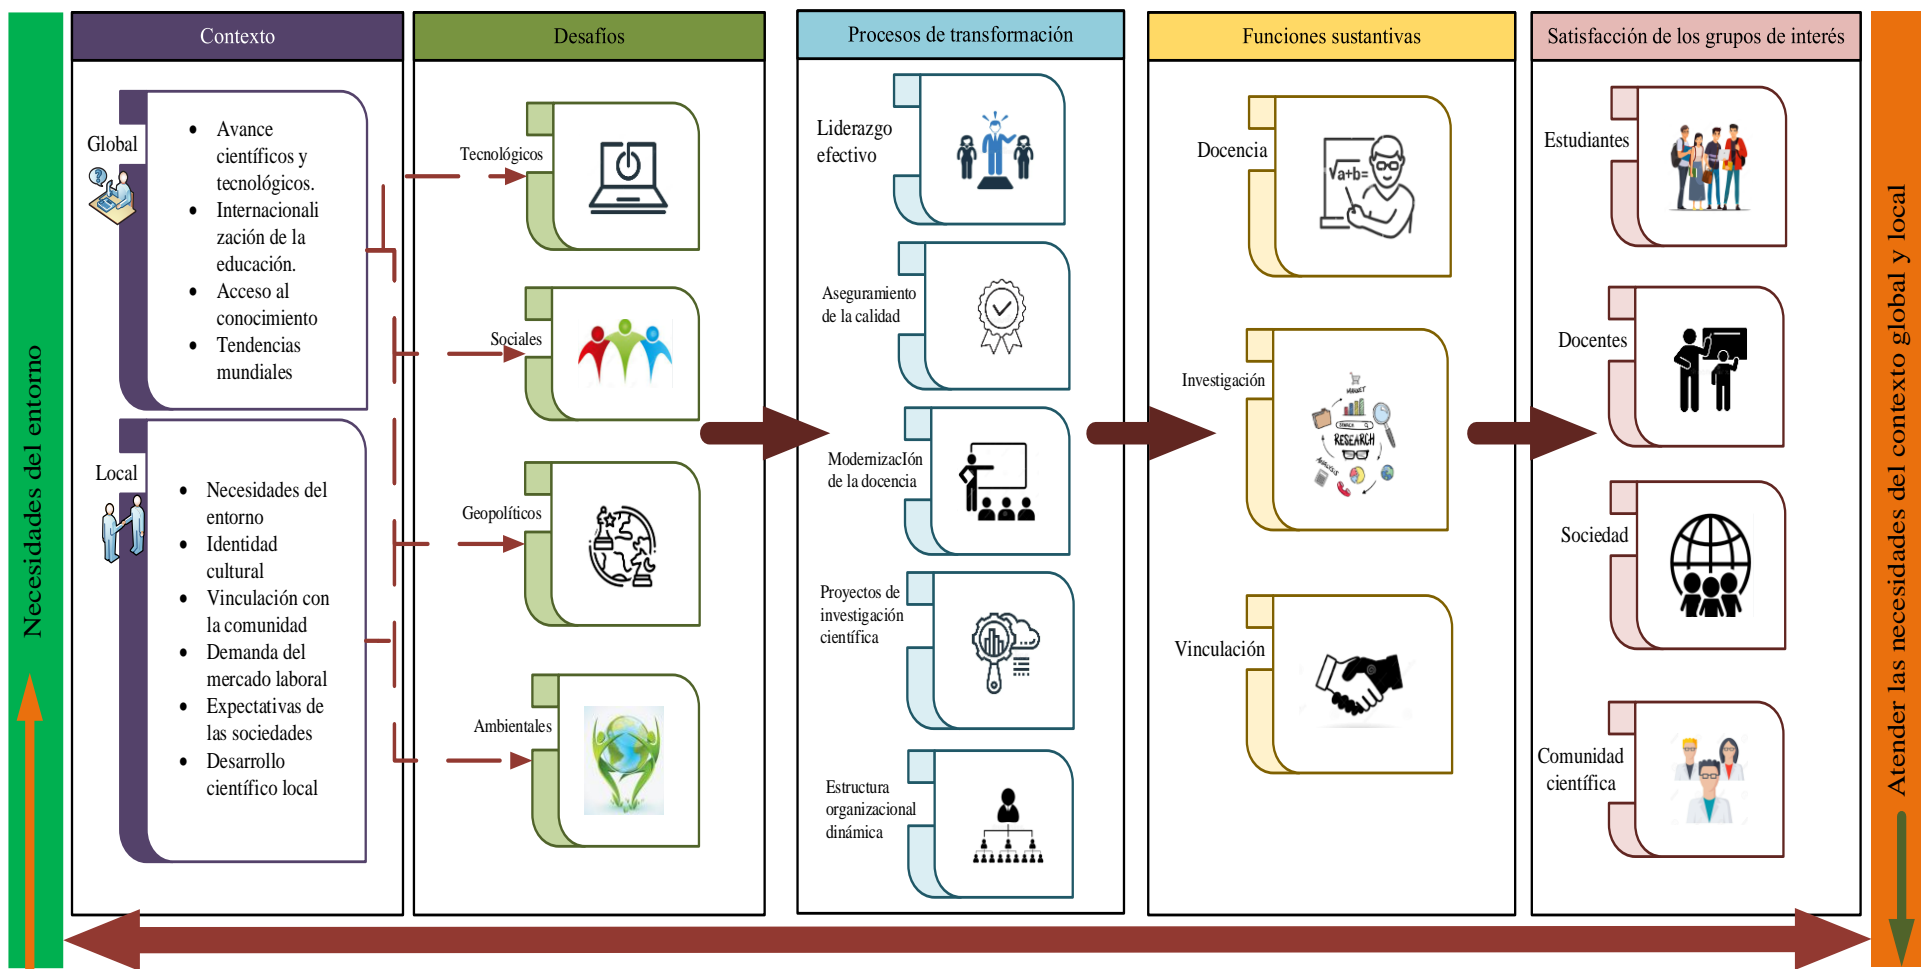 Necesidades del entorno
Contexto
Global
• Avance
científicos y
tecnológicos.
• Internacionali
zación de la
educación.
• Acceso al
conocimiento
• Tendencias
mundiales
Local
• Necesidades del
entorno
• Identidad
cultural
• Vinculación con
la comunidad
• Demanda del
mercado laboral
• Expectativas de
las sociedades
• Desarrollo
científico local
Desafíos
Tecnológicos
Sociales
Geopolíticos
Ambientales
Procesos de transformación
Liderazgo
efectivo
Aseguramiento
de la calidad
ModernizacIón
de la docencia
Proyectos de
investigación
científica
Estructura
organizacional
dinámica
Funciones sustantivas
Docencia
√a+b=
Investigación
MARKET
SEARCH
RESEARCH
ANALYSIS
Vinculación
Satisfacción de los grupos de interés
Estudiantes
Docentes
Sociedad
Comunidad
científica
Atender las necesidades del contexto global y local